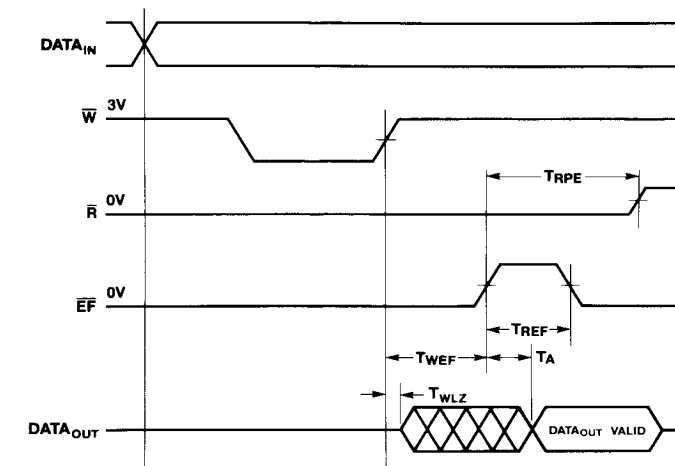 DATAIN
W 3V
TRPE
R 0V
EF 0V
TREF
TWEF TA
TWLZ
DATAOUT DATAOUT VALID